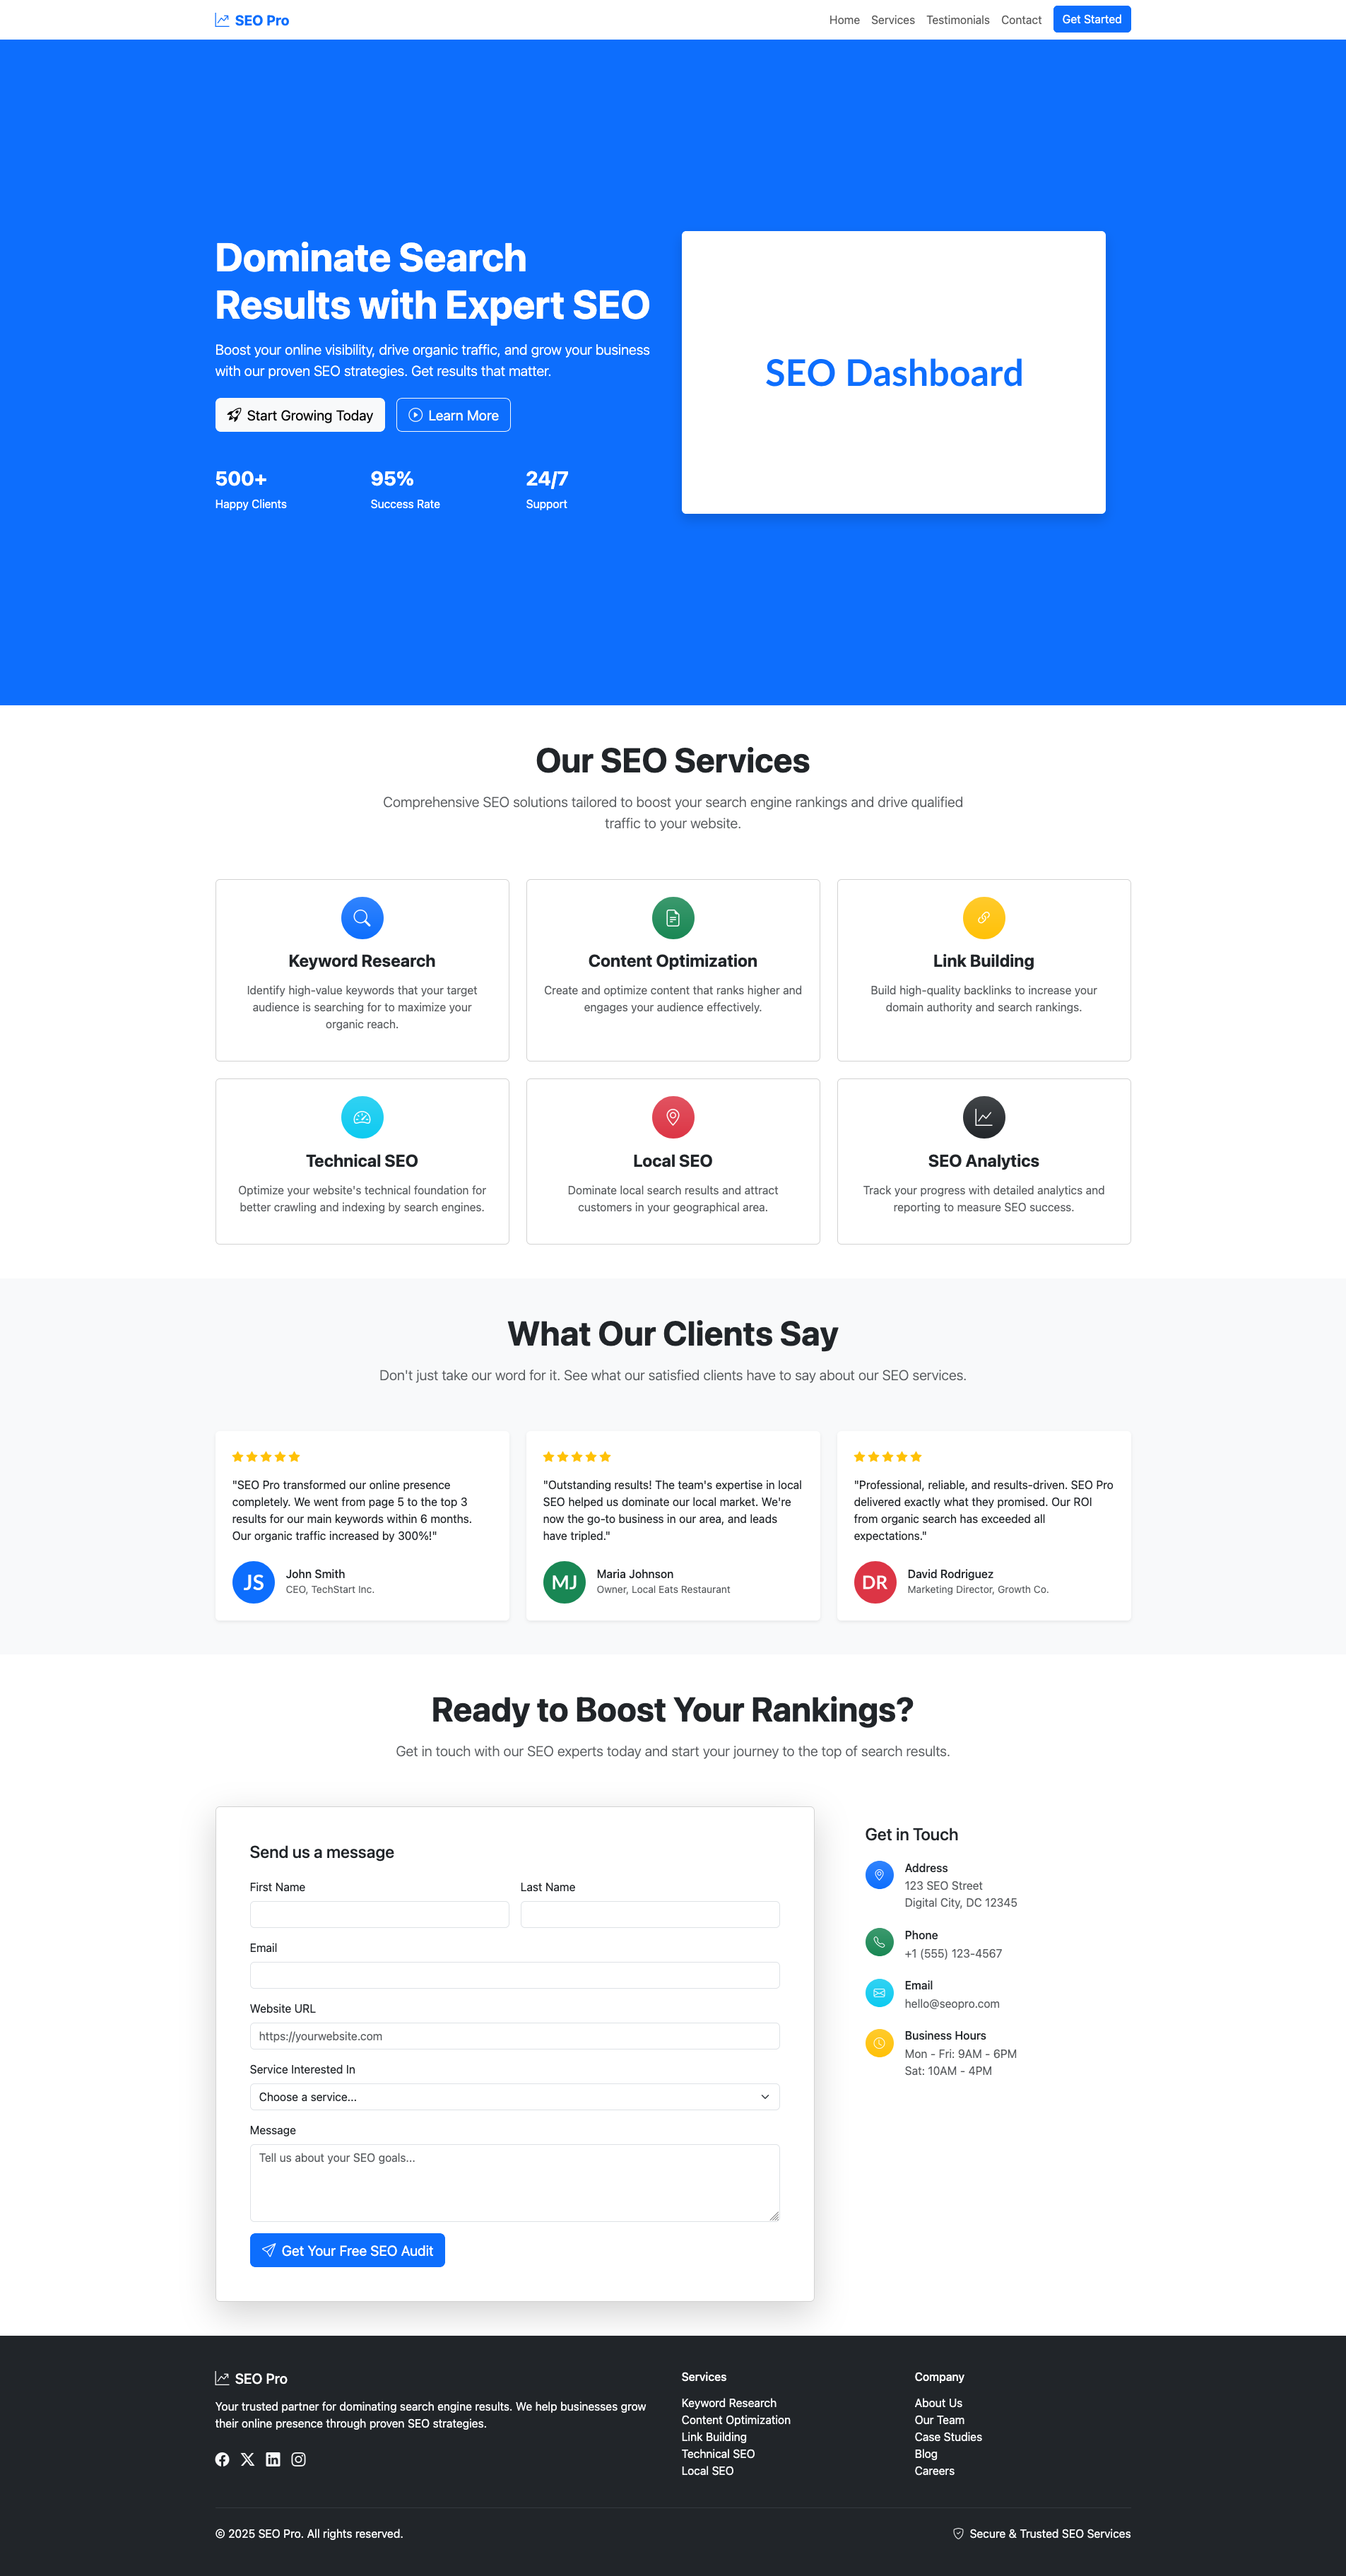 SEO Pro
Home Services Testimonials Contact Get Started
Dominate Search
Results with Expert SEO
Boost your online visibility, drive organic traffic, and grow your business
with our proven SEO strategies. Get results that matter.
Start Growing Today Learn More
500+ 95% 24/7
Happy Clients Success Rate Support
SEO Dashboard
Our SEO Services
Comprehensive SEO solutions tailored to boost your search engine rankings and drive qualified
traffic to your website.
Keyword Research
Identify high-value keywords that your target
audience is searching for to maximize your
organic reach.
Content Optimization
Create and optimize content that ranks higher and
engages your audience effectively.
Link Building
Build high-quality backlinks to increase your
domain authority and search rankings.
Technical SEO
Optimize your website's technical foundation for
better crawling and indexing by search engines.
Local SEO
Dominate local search results and attract
customers in your geographical area.
SEO Analytics
Track your progress with detailed analytics and
reporting to measure SEO success.
What Our Clients Say
Don't just take our word for it. See what our satisfied clients have to say about our SEO services.
"SEO Pro transformed our online presence
completely. We went from page 5 to the top 3
results for our main keywords within 6 months.
Our organic traffic increased by 300%!"
JS
John Smith
CEO, TechStart Inc.
"Outstanding results! The team's expertise in local
SEO helped us dominate our local market. We're
now the go-to business in our area, and leads
have tripled."
MJ
Maria Johnson
Owner, Local Eats Restaurant
"Professional, reliable, and results-driven. SEO Pro
delivered exactly what they promised. Our ROI
from organic search has exceeded all
expectations."
DR
David Rodriguez
Marketing Director, Growth Co.
Ready to Boost Your Rankings?
Get in touch with our SEO experts today and start your journey to the top of search results.
Send us a message
First Name Last Name
Email
Website URL
https://yourwebsite.com
Service Interested In
Choose a service...
Message
Tell us about your SEO goals...
Get Your Free SEO Audit
Get in Touch
Address
123 SEO Street
Digital City, DC 12345
Phone
+1 (555) 123-4567
Email
hello@seopro.com
Business Hours
Mon - Fri: 9AM - 6PM
Sat: 10AM - 4PM
SEO Pro
Your trusted partner for dominating search engine results. We help businesses grow
their online presence through proven SEO strategies.
Services
Keyword Research
Content Optimization
Link Building
Technical SEO
Local SEO
Company
About Us
Our Team
Case Studies
Blog
Careers
© 2025 SEO Pro. All rights reserved.
Secure & Trusted SEO Services